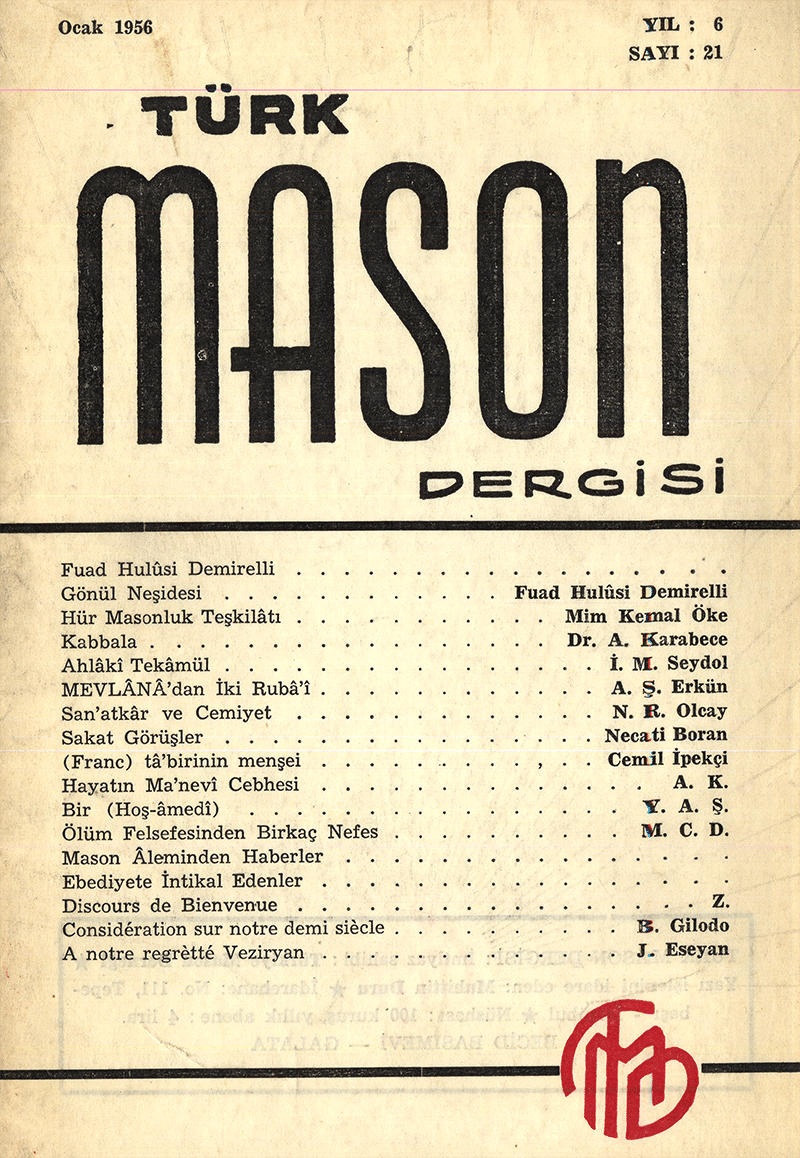 Ocak 1956
YIL : 6
SAYI : 21
TÜRK
MASON
DERGİSİ
Fuad Hulûsi Demirelli . . . . . . . . . . . . . . . . . .
Gönül Neşidesi . . . . . . . . . . . . Fuad Hulûsi Demirelli
Hür Masonluk Teşkilâtı . . . . . . . . . . . Mim Kemal Öke
Kabbala . . . . . . . . . . . . . . . . . Dr. A. Karabece
Ahlâkî Tekâmül . . . . . . . . . . . . . . . . İ. M. Seydol
MEVLÂNÂ'dan İki Rubâ'î . . . . . . . . . . . . A. Ş. Erkün
San'atkâr ve Cemiyet . . . . . . . . . . . . . N. R. Olcay
Sakat Görüşler . . . . . . . . . . . . . . . . Necati Boran
(Franc) tâ'birinin menşei . . . . . . . . . , . . Cemil İpekçi
Hayatın Ma'nevî Cebhesi . . . . . . . . . . . . . . A. K.
Bir (Hoş-âmedî) . . . . . . . . . . . . . . . . Y. A. Ş.
Ölüm Felsefesinden Birkaç Nefes . . . . . . . . . . M. C. D.
Mason Âleminden Haberler . . . . . . . . . . . . . . . .
Ebediyete İntikal Edenler . . . . . . . . . . . . . . . . .
Discours de Bienvenue . . . . . . . . . . . . . . . . . Z.
Considération sur notre demi siècle . . . . . . . . . . B. Gilodo
A notre regrètté Veziryan . . . . . . . . . . . . . J. Eseyan